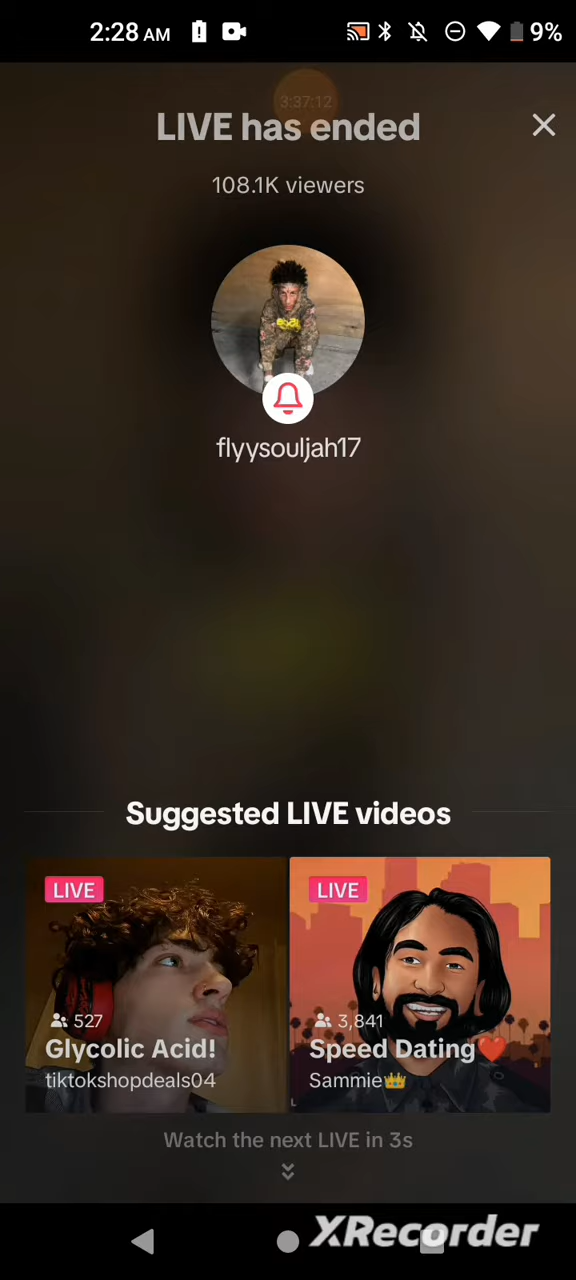 2:28 AM
9%
3:37:12
LIVE has ended
108.1K viewers
flyysouljah17
Suggested LIVE videos
LIVE
527
Glycolic Acid!
tiktokshopdeals04
LIVE
3,841
Speed Dating❤️
Sammie👑
Watch the next LIVE in 3s
XRecorder